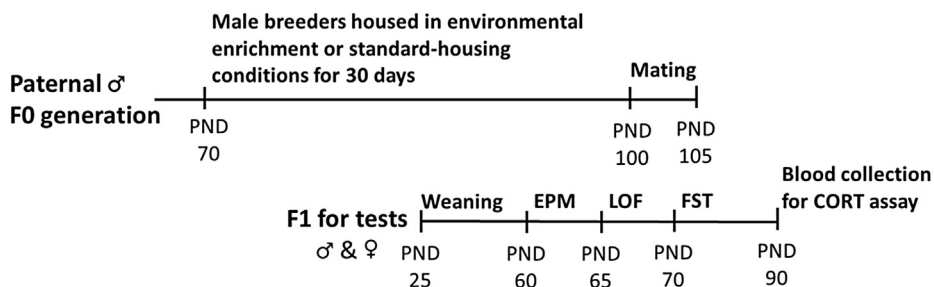 Male breeders housed in environmental
enrichment or standard-housing
conditions for 30 days
Mating
Paternal ♂
F0 generation
PND
70
PND
100
PND
105
Blood collection
for CORT assay
Weaning
EPM
LOF
FST
F1 for tests
♂ & ♀
PND
25
PND
60
PND
65
PND
70
PND
90